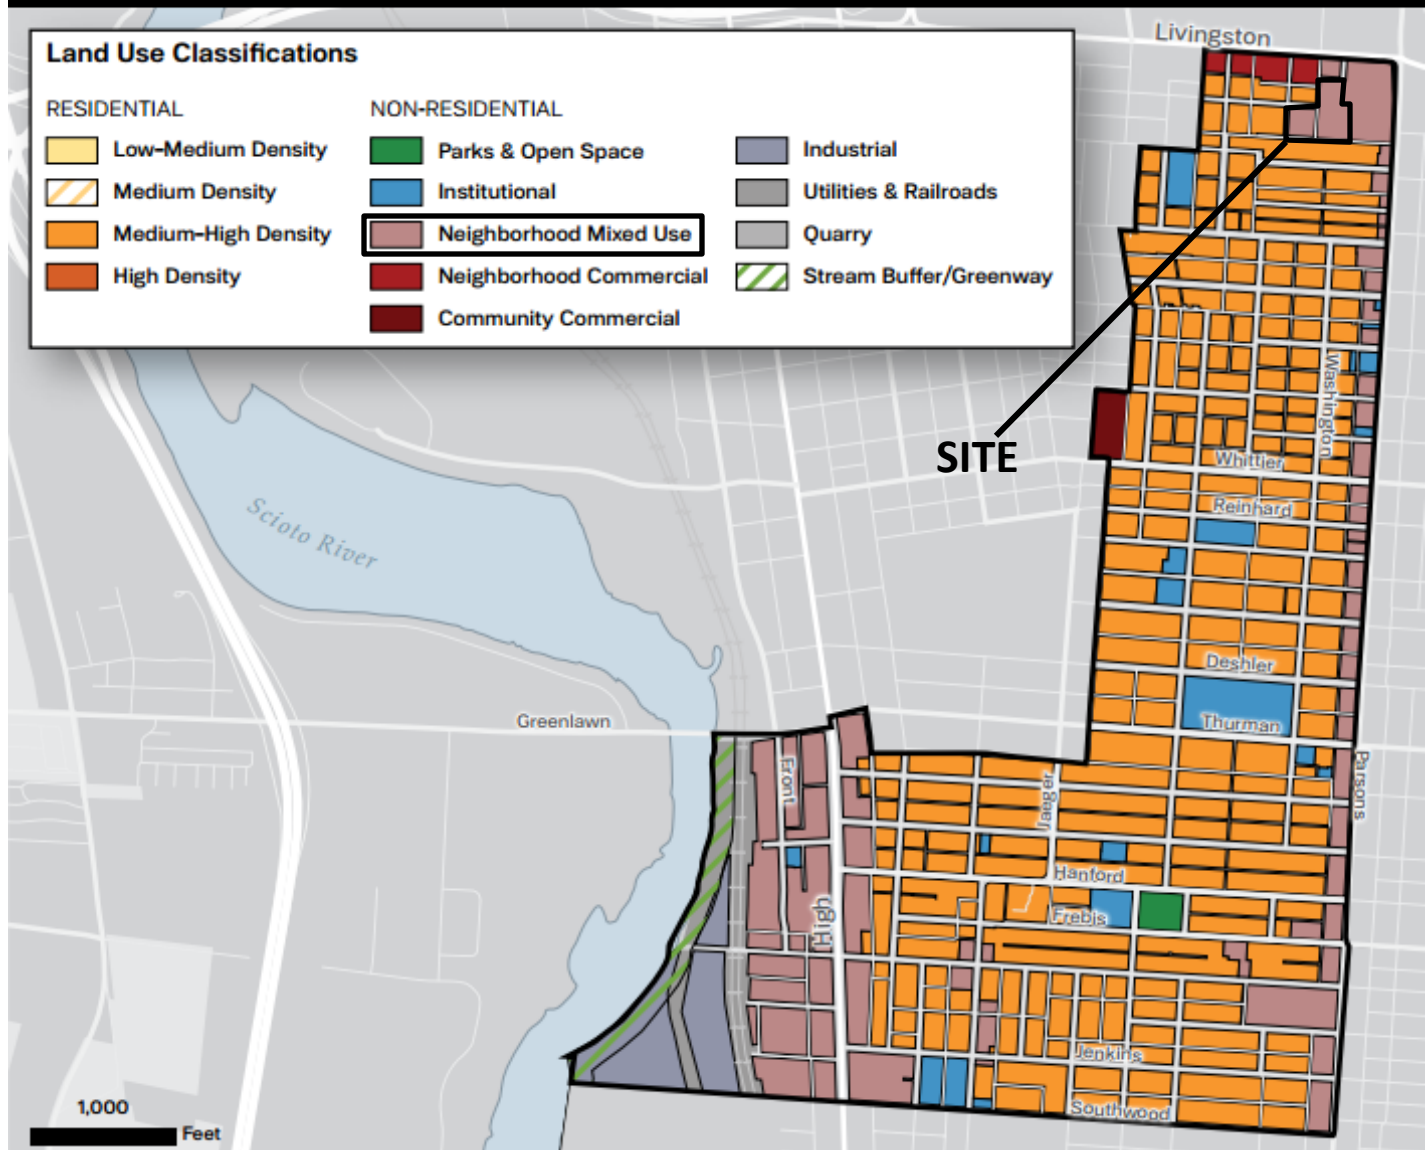 Land Use Classifications
RESIDENTIAL
Low-Medium Density
Medium Density
Medium-High Density
High Density
NON-RESIDENTIAL
Parks & Open Space
Institutional
Neighborhood Mixed Use
Neighborhood Commercial
Community Commercial
Industrial
Utilities & Railroads
Quarry
Stream Buffer/Greenway
Livingston
Washington
SITE
Whittier
Reinhard
Scioto River
Deshler
Greenlawn
Thurman
Front
Jaeger
Parsons
Hanford
High
Frebis
Jenkins
Southwood
1,000
Feet